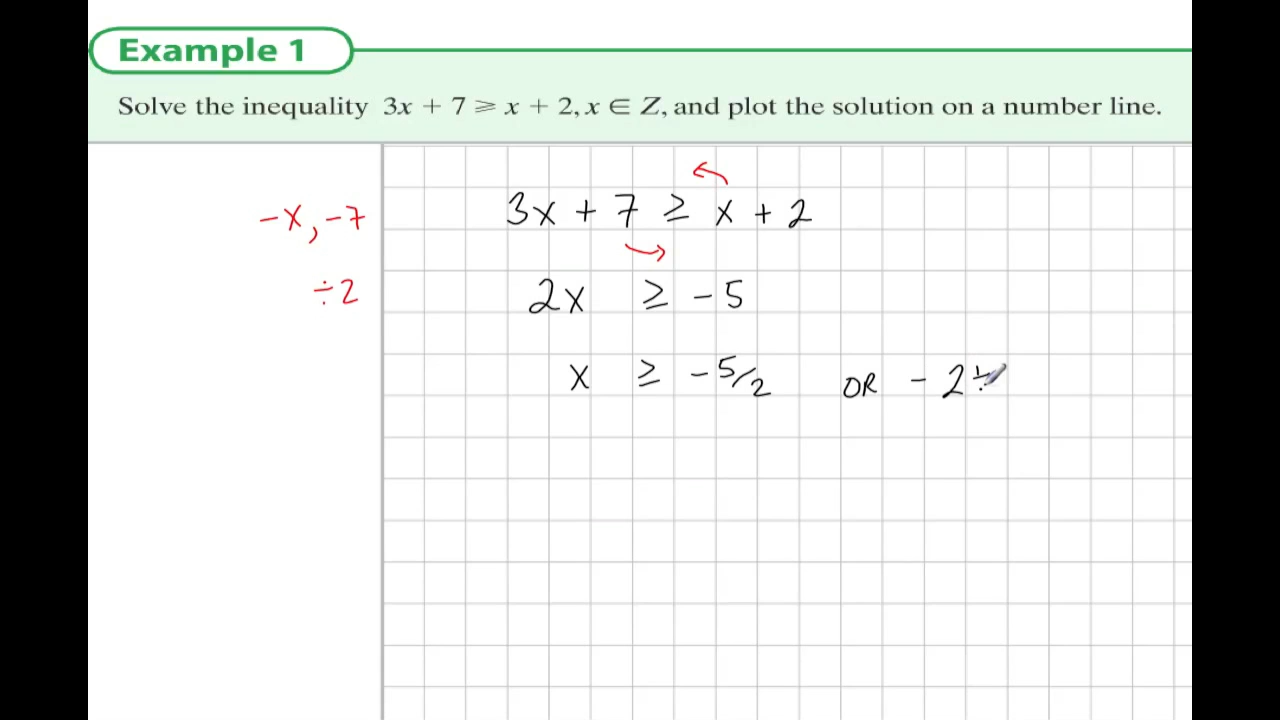 Example 1
Solve the inequality 3x + 7 ⩾ x + 2, x ∈ Z, and plot the solution on a number line.
-x, -7 3x + 7 ≥ x + 2
÷2 2x ≥ -5
x ≥ -5/2 OR -2